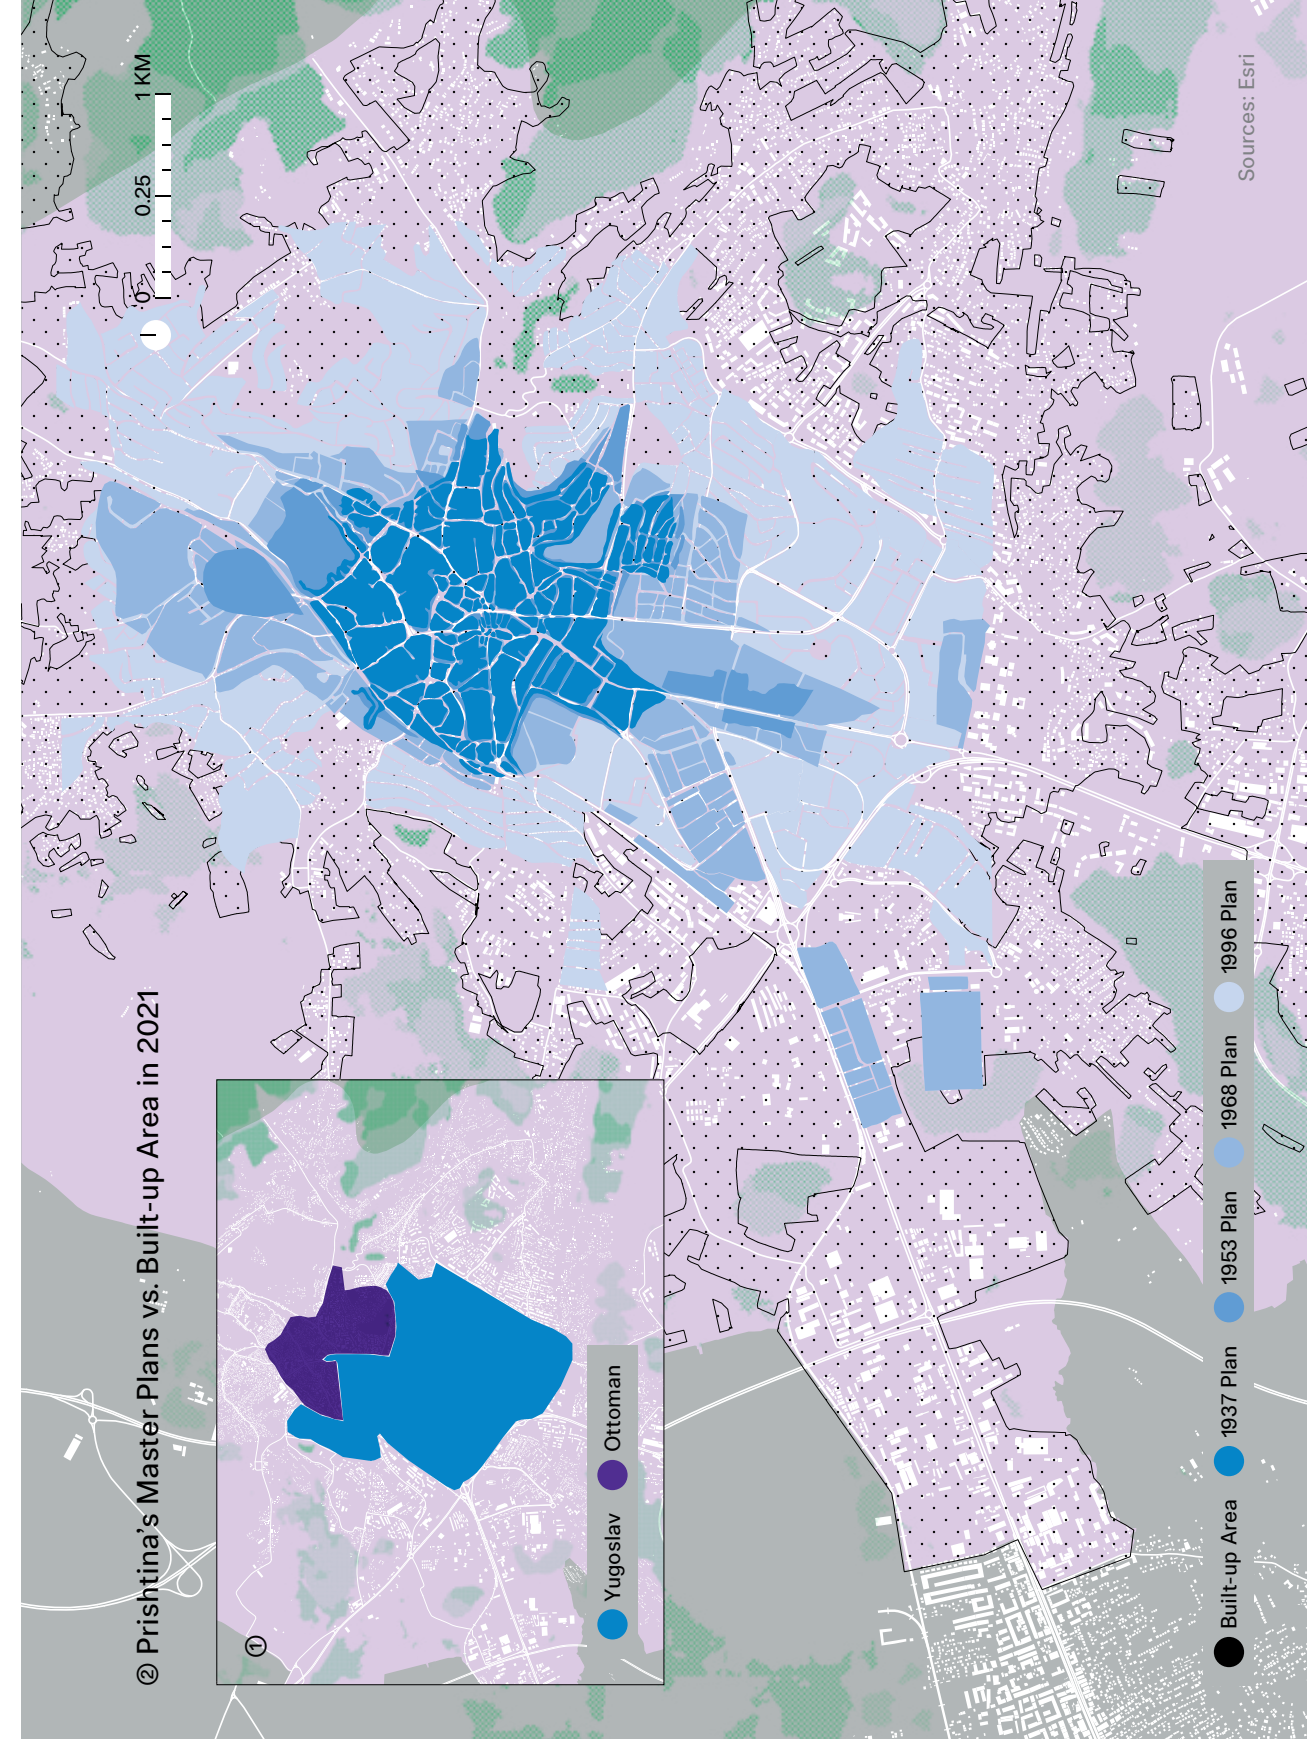 ② Prishtina's Master Plans vs. Built-up Area in 2021
0 0.25 1 KM
①
Yugoslav Ottoman
Built-up Area 1937 Plan 1953 Plan 1968 Plan 1996 Plan
Sources: Esri